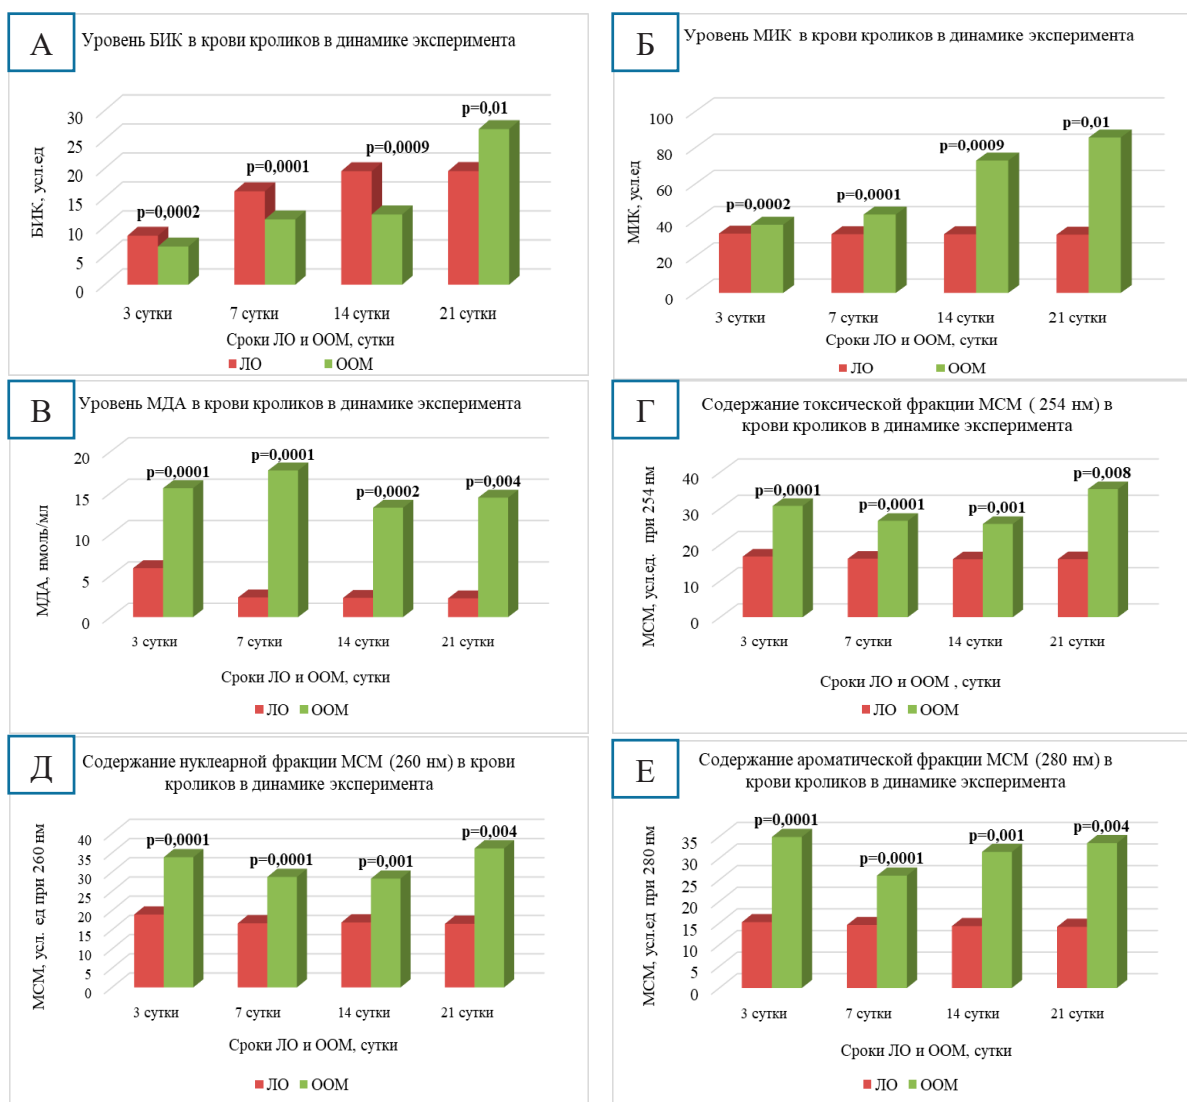 А
Уровень БИК в крови кроликов в динамике эксперимента
БИК, усл.ед
30
25
20
15
10
5
0
p=0,0002
p=0,0001
p=0,0009
p=0,01
3 сутки
7 сутки
14 сутки
21 сутки
Сроки ЛО и ООМ, сутки
ЛО
ООМ
Б
Уровень МИК в крови кроликов в динамике эксперимента
МИК, усл.ед
100
80
60
40
20
0
p=0,0002
p=0,0001
p=0,0009
p=0,01
3 сутки
7 сутки
14 сутки
21 сутки
Сроки ЛО и ООМ, сутки
ЛО
ООМ
В
Уровень МДА в крови кроликов в динамике эксперимента
МДА, нмоль/мл
20
15
10
5
0
p=0,0001
p=0,0001
p=0,0002
p=0,004
3 сутки
7 сутки
14 сутки
21 сутки
Сроки ЛО и ООМ, сутки
ЛО
ООМ
Г
Содержание токсической фракции МСМ ( 254 нм) в
крови кроликов в динамике эксперимента
МСМ, усл.ед. при 254 нм
40
30
20
10
0
p=0,0001
p=0,0001
p=0,001
p=0,008
3 сутки
7 сутки
14 сутки
21 сутки
Сроки ЛО и ООМ , сутки
ЛО
ООМ
Д
Содержание нуклеарной фракции МСМ (260 нм) в крови
кроликов в динамике эксперимента
МСМ, усл. ед при 260 нм
40
35
30
25
20
15
10
5
0
p=0,0001
p=0,0001
p=0,001
p=0,004
3 сутки
7 сутки
14 сутки
21 сутки
Сроки ЛО и ООМ, сутки
ЛО
ООМ
Е
Содержание ароматической фракции МСМ (280 нм) в
крови кроликов в динамике эксперимента
МСМ, усл.ед при 280 нм
35
30
25
20
15
10
5
0
p=0,0001
p=0,0001
p=0,001
p=0,004
3 сутки
7 сутки
14 сутки
21 сутки
Сроки ЛО и ООМ, сутки
ЛО
ООМ